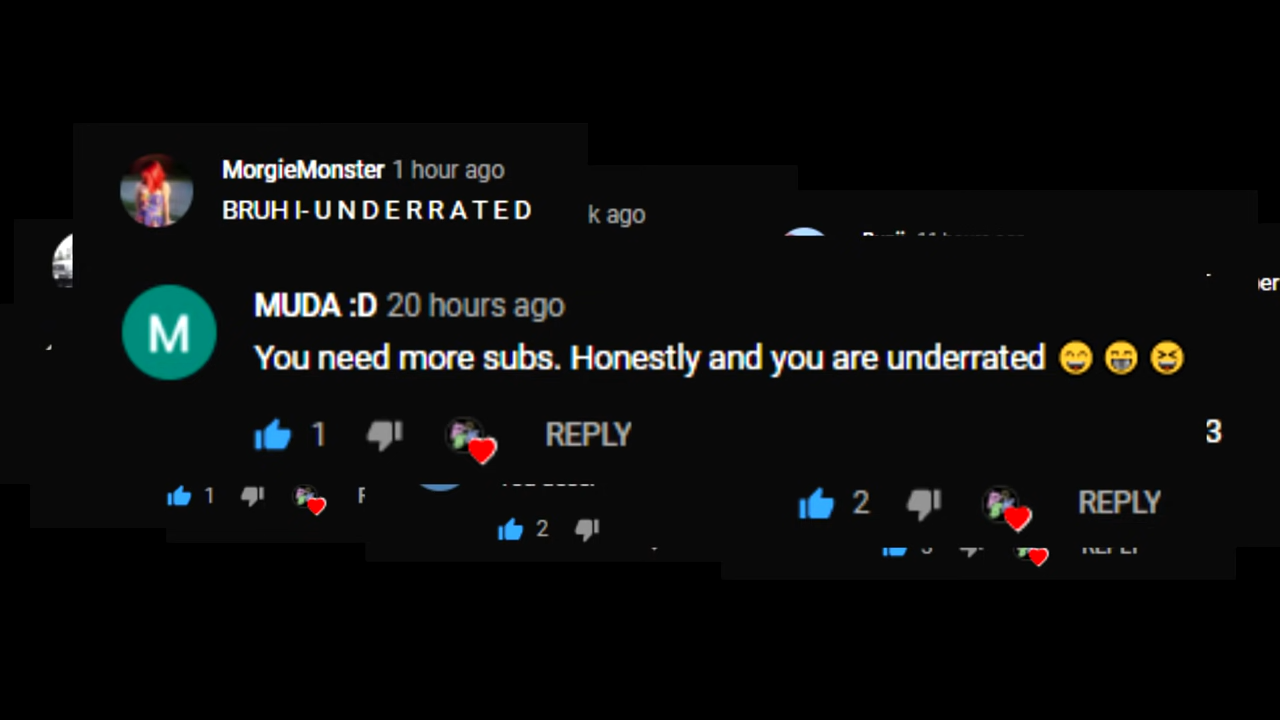 MorgieMonster 1 hour ago
BRUH I- U N D E R R A T E D
k ago
MUDA :D 20 hours ago
You need more subs. Honestly and you are underrated 😄 😁 😆
1 REPLY
3
1
2 REPLY
2